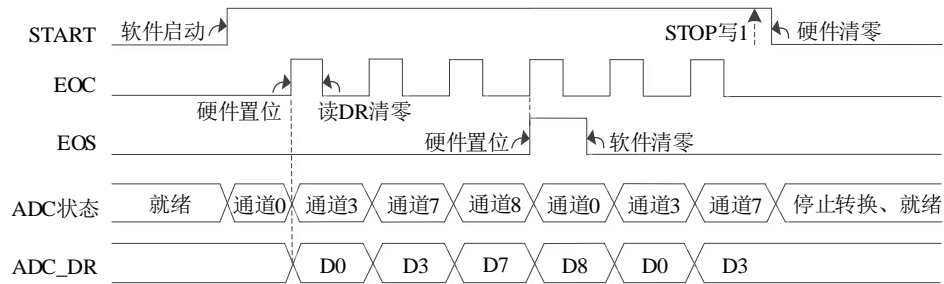 START 软件启动 STOP写1 硬件清零
EOC
硬件置位 读DR清零
EOS 硬件置位 软件清零
ADC状态 就绪 通道0 通道3 通道7 通道8 通道0 通道3 通道7 停止转换、就绪
ADC_DR D0 D3 D7 D8 D0 D3